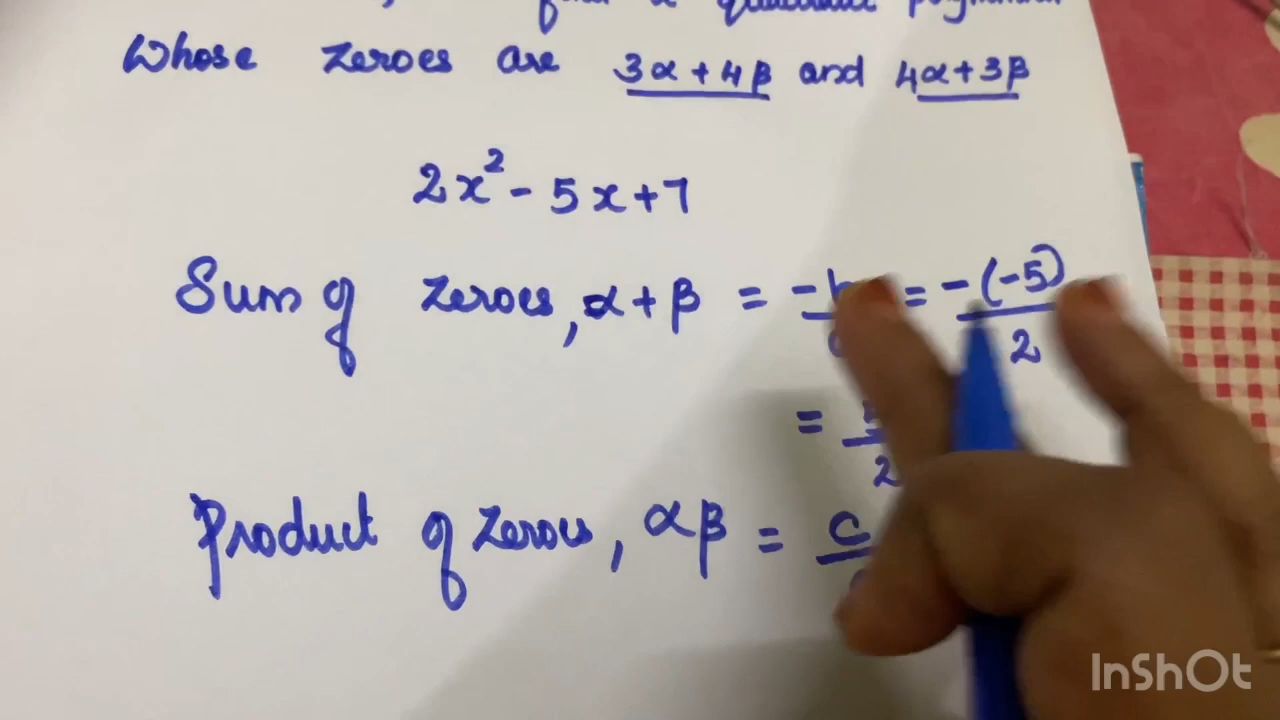 Whose zeroes are 3α+4β and 4α+3β
2x² - 5x + 7
Sum of zeroes, α+β = -b = -(-5)
2
=
2
Product of zeroes, αβ = c
InShOt